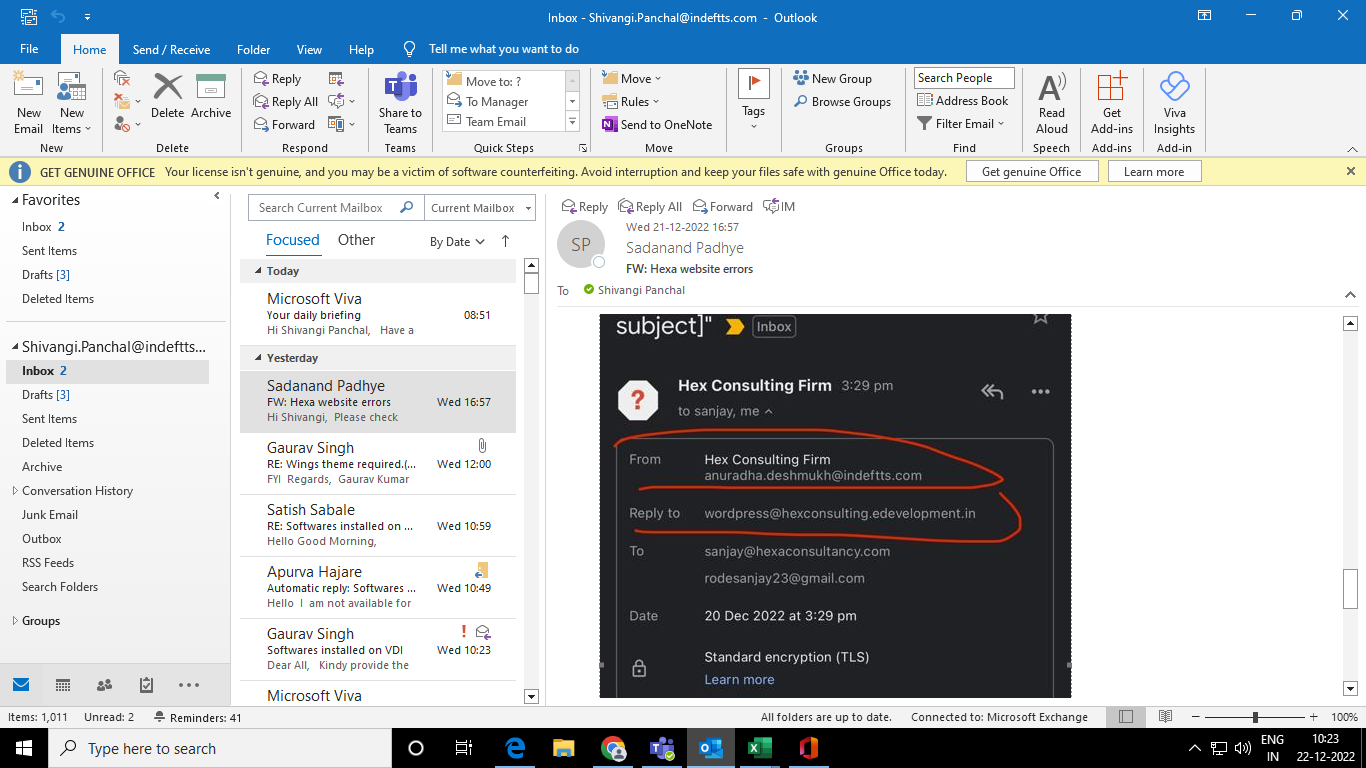 Inbox - Shivangi.Panchal@indeftts.com - Outlook
File Home Send / Receive Folder View Help Tell me what you want to do
New Email
New Items
New
Delete
Archive
Delete
Reply
Reply All
Forward
Respond
Share to Teams
Teams
Move to: ?
To Manager
Team Email
Quick Steps
Move
Rules
Send to OneNote
Move
Tags
New Group
Browse Groups
Groups
Search People
Address Book
Filter Email
Find
Read Aloud
Speech
Get Add-ins
Add-ins
Viva Insights
Add-in
GET GENUINE OFFICE Your license isn't genuine, and you may be a victim of software counterfeiting. Avoid interruption and keep your files safe with genuine Office today. Get genuine Office Learn more
Favorites
Inbox 2
Sent Items
Drafts [3]
Deleted Items
Shivangi.Panchal@indeftts...
Inbox 2
Drafts [3]
Sent Items
Deleted Items
Archive
Conversation History
Junk Email
Outbox
RSS Feeds
Search Folders
Groups
Search Current Mailbox Current Mailbox
Focused Other By Date
Today
Microsoft Viva
Your daily briefing 08:51
Hi Shivangi Panchal, Have a
Yesterday
Sadanand Padhye
FW: Hexa website errors Wed 16:57
Hi Shivangi, Please check
Gaurav Singh
RE: Wings theme required.(... Wed 12:00
FYI Regards, Gaurav Kumar
Satish Sabale
RE: Softwares installed on ... Wed 10:59
Hello Good Morning,
Apurva Hajare
Automatic reply: Softwares ... Wed 10:49
Hello I am not available for
Gaurav Singh
Softwares installed on VDI Wed 10:23
Dear All, Kindy provide the
Microsoft Viva
Reply Reply All Forward IM
Wed 21-12-2022 16:57
SP
Sadanand Padhye
FW: Hexa website errors
To Shivangi Panchal
subject]" Inbox
?
Hex Consulting Firm 3:29 pm
to sanjay, me
From Hex Consulting Firm
anuradha.deshmukh@indeftts.com
Reply to wordpress@hexconsulting.edevelopment.in
To sanjay@hexaconsultancy.com
rodesanjay23@gmail.com
Date 20 Dec 2022 at 3:29 pm
Standard encryption (TLS)
Learn more
Items: 1,011 Unread: 2 Reminders: 41 All folders are up to date. Connected to: Microsoft Exchange 100%
Type here to search
ENG
IN
10:23
22-12-2022